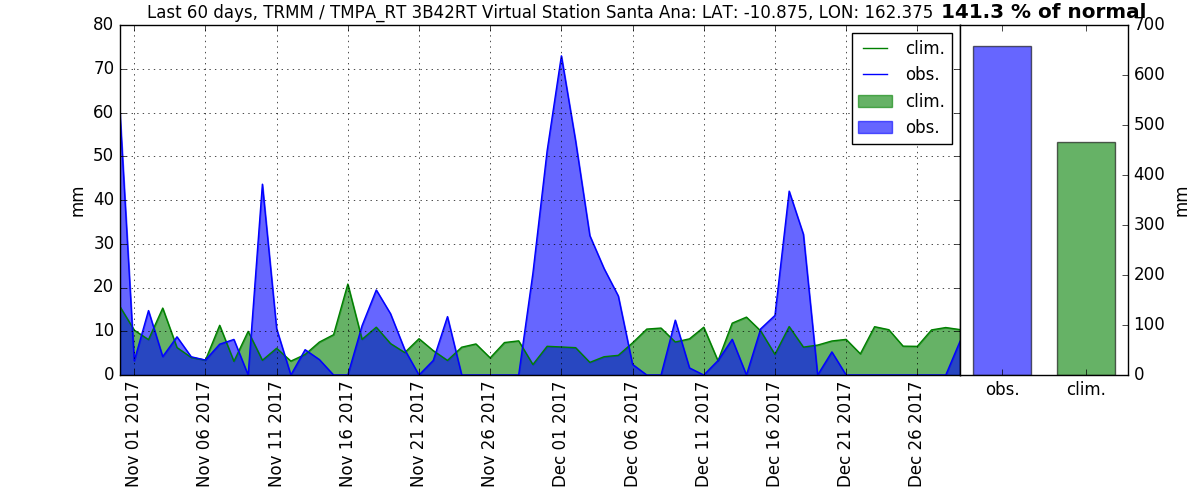 Last 60 days, TRMM / TMPA_RT 3B42RT Virtual Station Santa Ana: LAT: -10.875, LON: 162.375 141.3 % of normal
80
70
60
50
40
30
20
10
0
mm
clim.
obs.
clim.
obs.
700
600
500
400
300
200
100
0
mm
obs. clim.
Nov 01 2017
Nov 06 2017
Nov 11 2017
Nov 16 2017
Nov 21 2017
Nov 26 2017
Dec 01 2017
Dec 06 2017
Dec 11 2017
Dec 16 2017
Dec 21 2017
Dec 26 2017